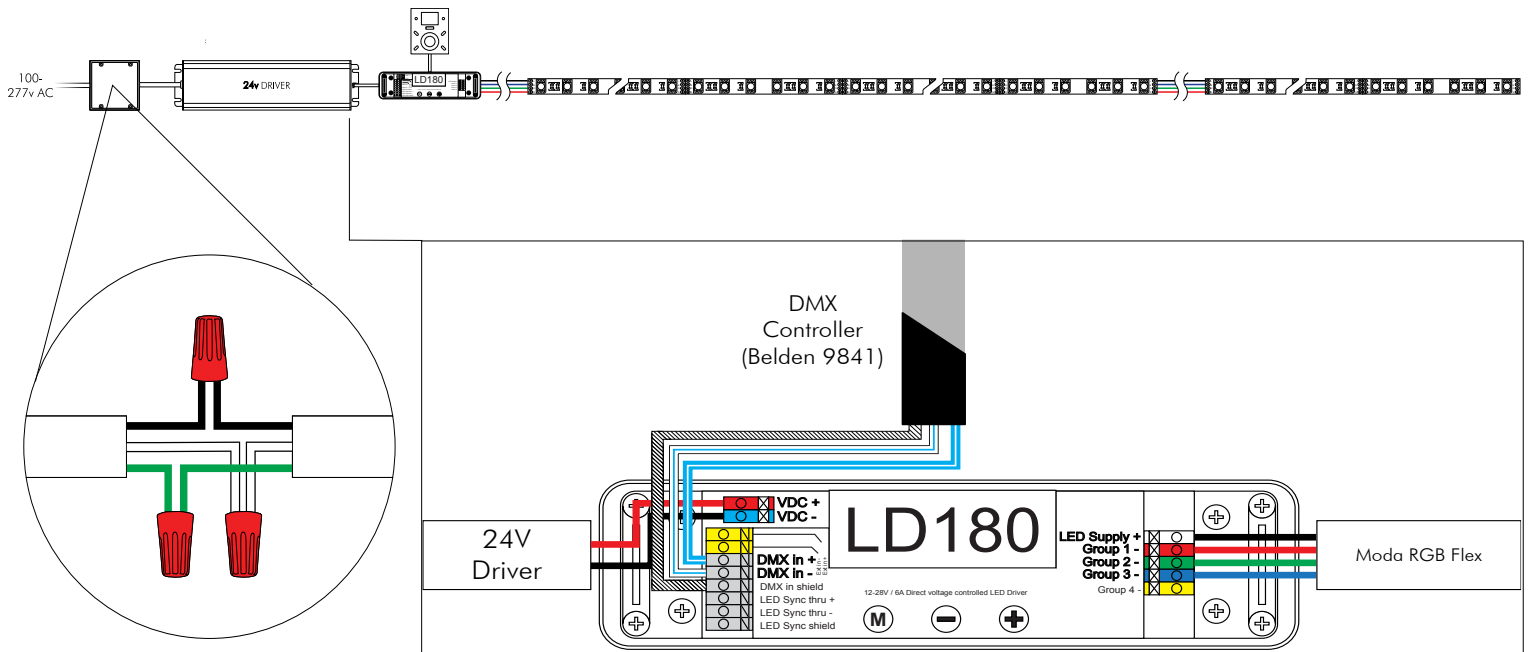 100-
277v AC
24v DRIVER
LD180
DMX
Controller
(Belden 9841)
24V
Driver
VDC +
VDC -
DMX in +
DMX in -
DMX in shield
LED Sync thru +
LED Sync thru -
LED Sync shield
LD180
12-28V / 6A Direct voltage controlled LED Driver
M
LED Supply +
Group 1 -
Group 2 -
Group 3 -
Group 4 -
Moda RGB Flex